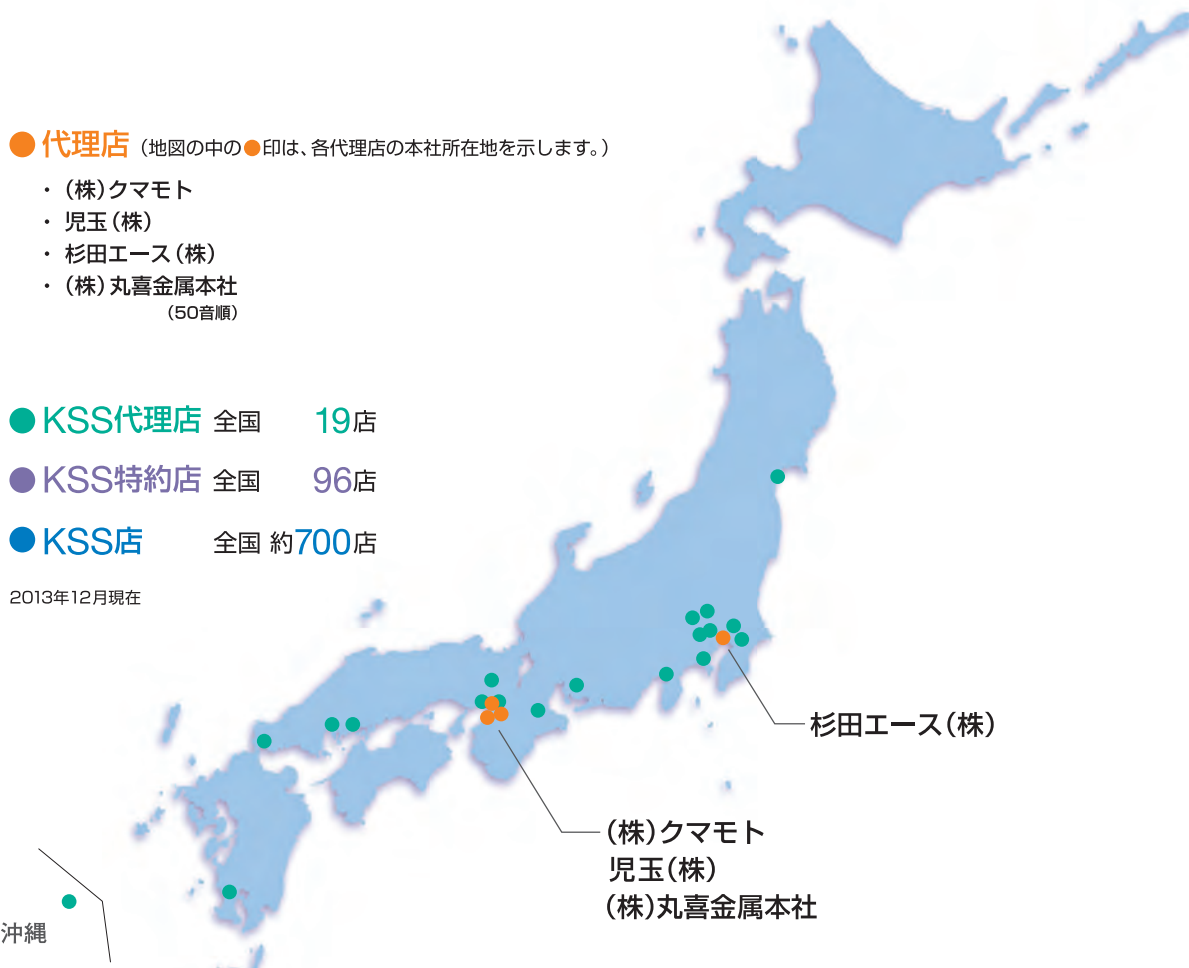 ●代理店（地図の中の●印は、各代理店の本社所在地を示します。）
・（株）クマモト
・児玉（株）
・杉田エース（株）
・（株）丸喜金属本社
（50音順）
●KSS代理店 全国 19店
●KSS特約店 全国 96店
●KSS店 全国 約700店
2013年12月現在
杉田エース（株）
（株）クマモト
児玉（株）
（株）丸喜金属本社
沖縄